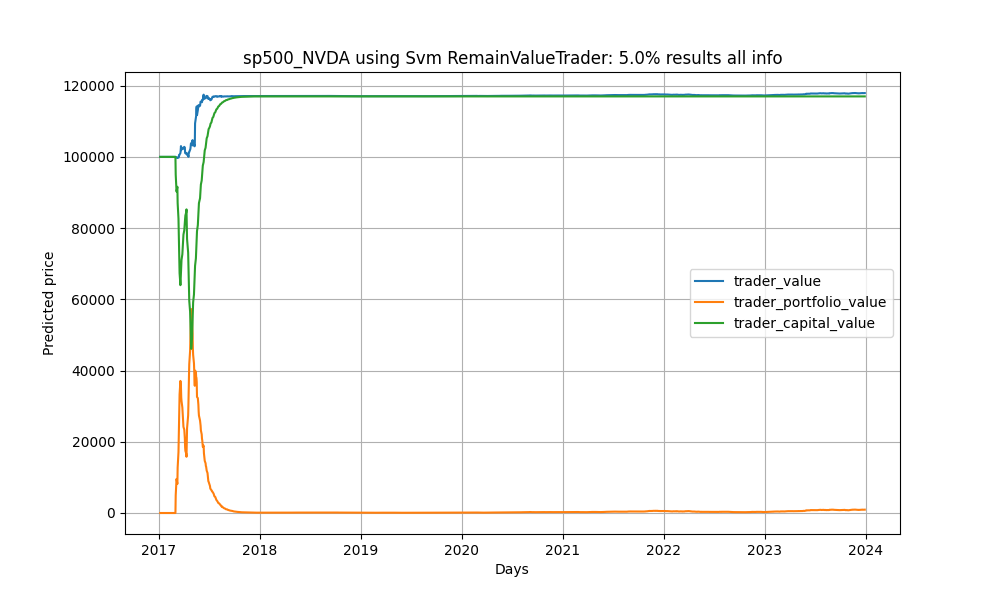 sp500_NVDA using Svm RemainValueTrader: 5.0% results all info
120000
100000
80000
60000
40000
20000
0
Predicted price
trader_value
trader_portfolio_value
trader_capital_value
2017 2018 2019 2020 2021 2022 2023 2024
Days